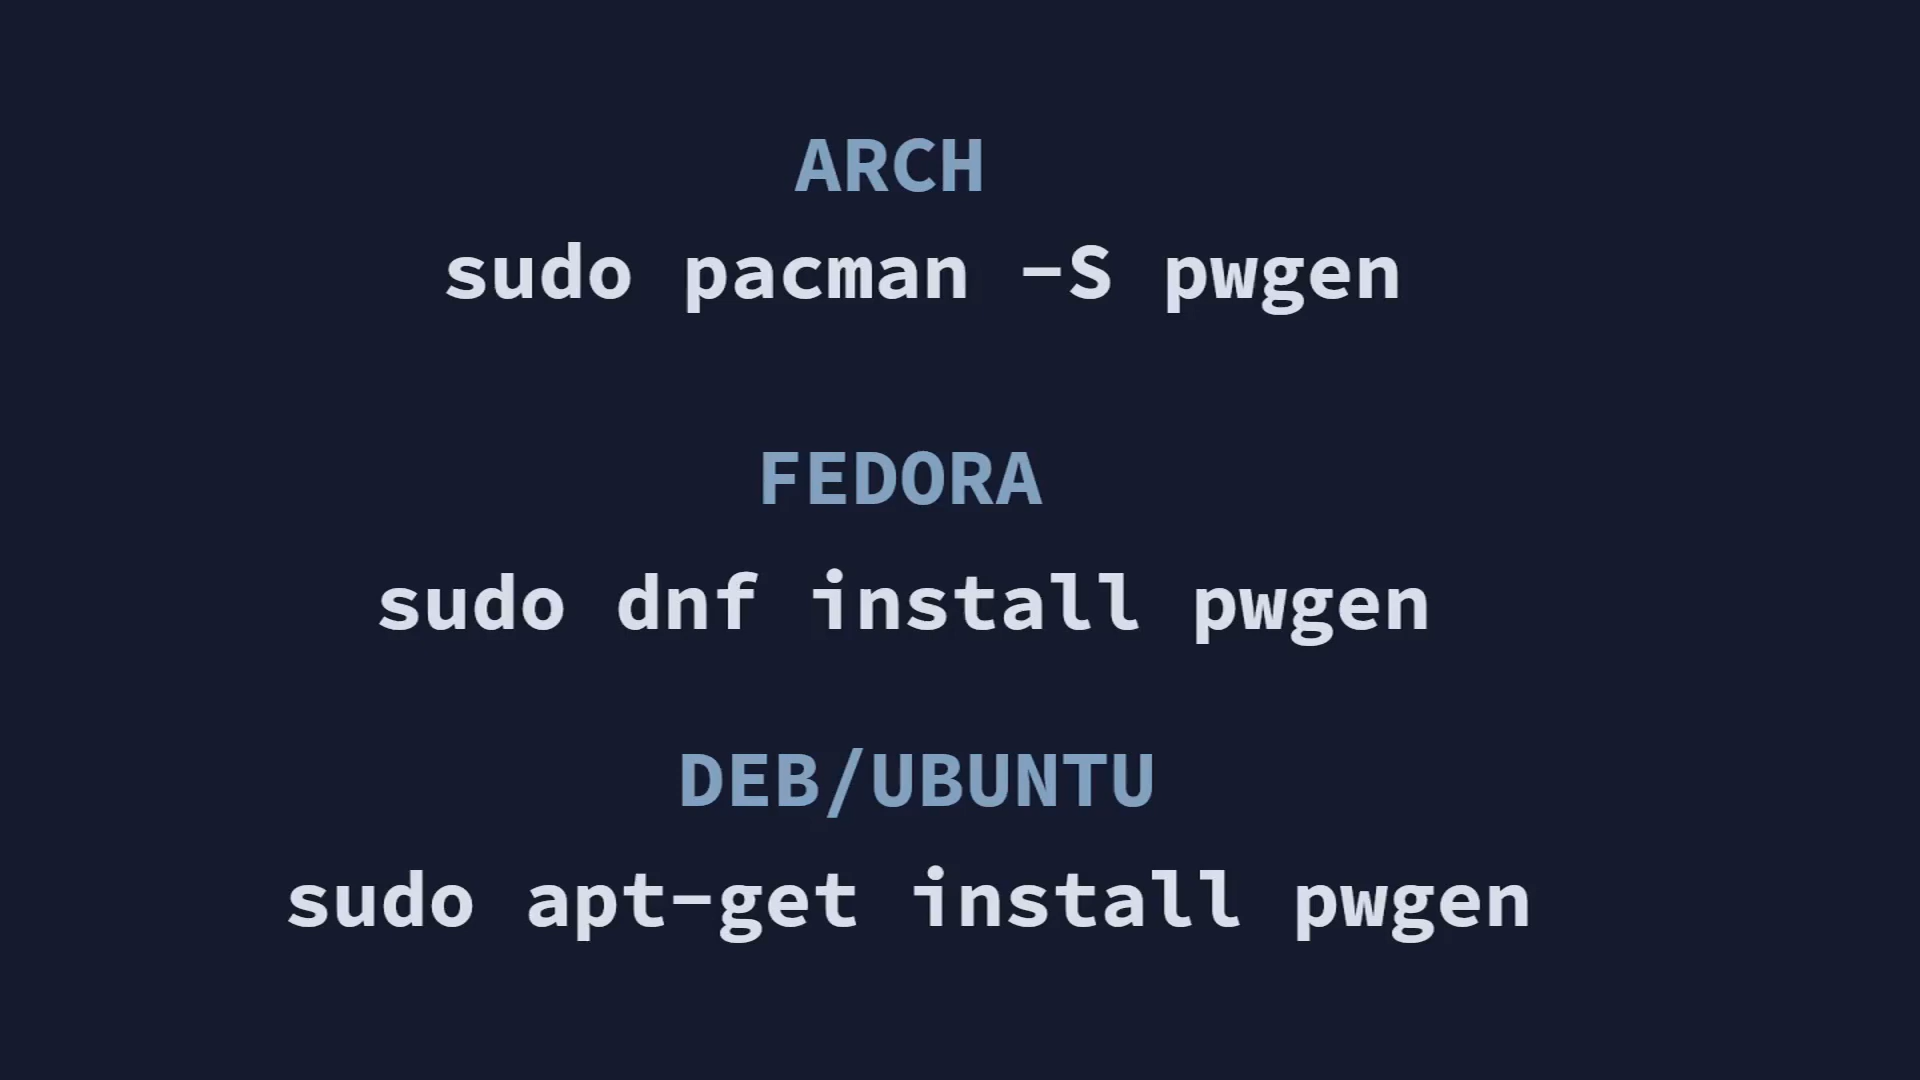 ARCH
sudo pacman -S pwgen
FEDORA
sudo dnf install pwgen
DEB/UBUNTU
sudo apt-get install pwgen